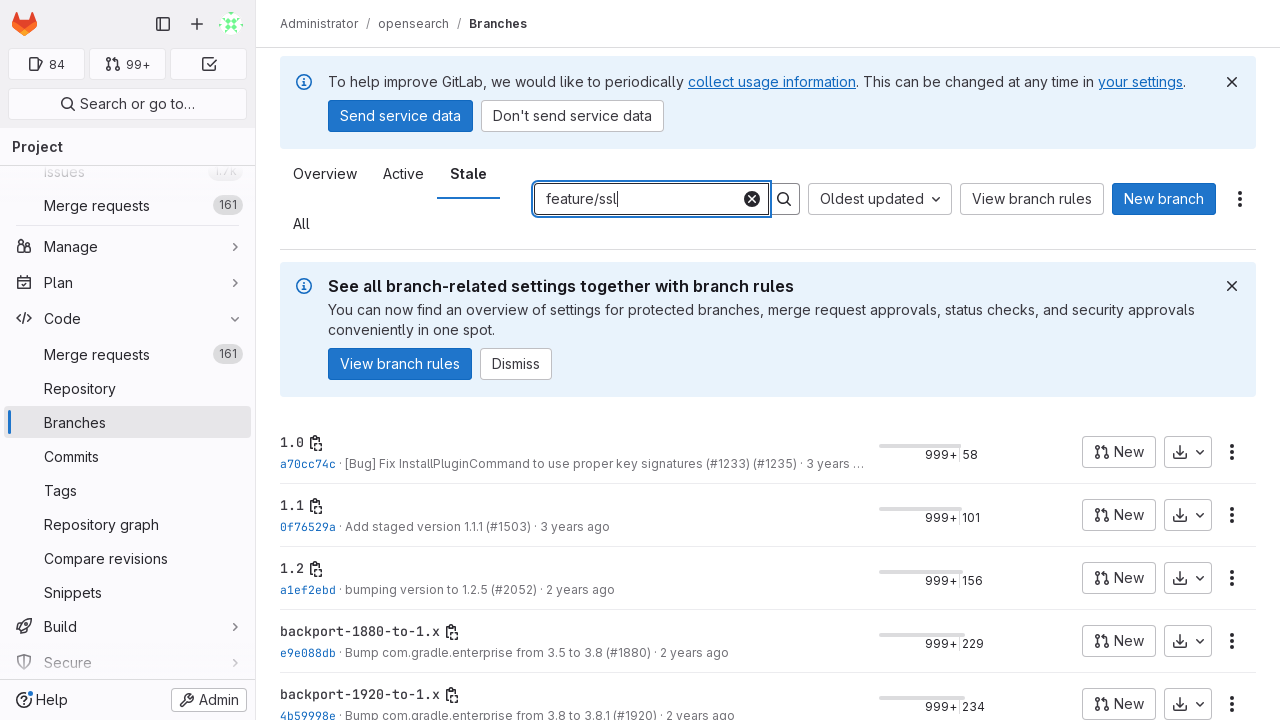 84
99+
Search or go to…
Project
Issues
1.7k
Merge requests
161
Manage
Plan
Code
Merge requests
161
Repository
Branches
Commits
Tags
Repository graph
Compare revisions
Snippets
Build
Secure
Help
Admin
Administrator / opensearch / Branches
To help improve GitLab, we would like to periodically collect usage information. This can be changed at any time in your settings.
Send service data
Don't send service data
Overview
Active
Stale
All
feature/ssl
Oldest updated
View branch rules
New branch
See all branch-related settings together with branch rules
You can now find an overview of settings for protected branches, merge request approvals, status checks, and security approvals
conveniently in one spot.
View branch rules
Dismiss
1.0
a70cc74c · [Bug] Fix InstallPluginCommand to use proper key signatures (#1233) (#1235) · 3 years …
999+ 58
New
1.1
0f76529a · Add staged version 1.1.1 (#1503) · 3 years ago
999+ 101
New
1.2
a1ef2ebd · bumping version to 1.2.5 (#2052) · 2 years ago
999+ 156
New
backport-1880-to-1.x
e9e088db · Bump com.gradle.enterprise from 3.5 to 3.8 (#1880) · 2 years ago
999+ 229
New
backport-1920-to-1.x
4b59998e · Bump com.gradle.enterprise from 3.8 to 3.8.1 (#1920) · 2 years ago
999+ 234
New